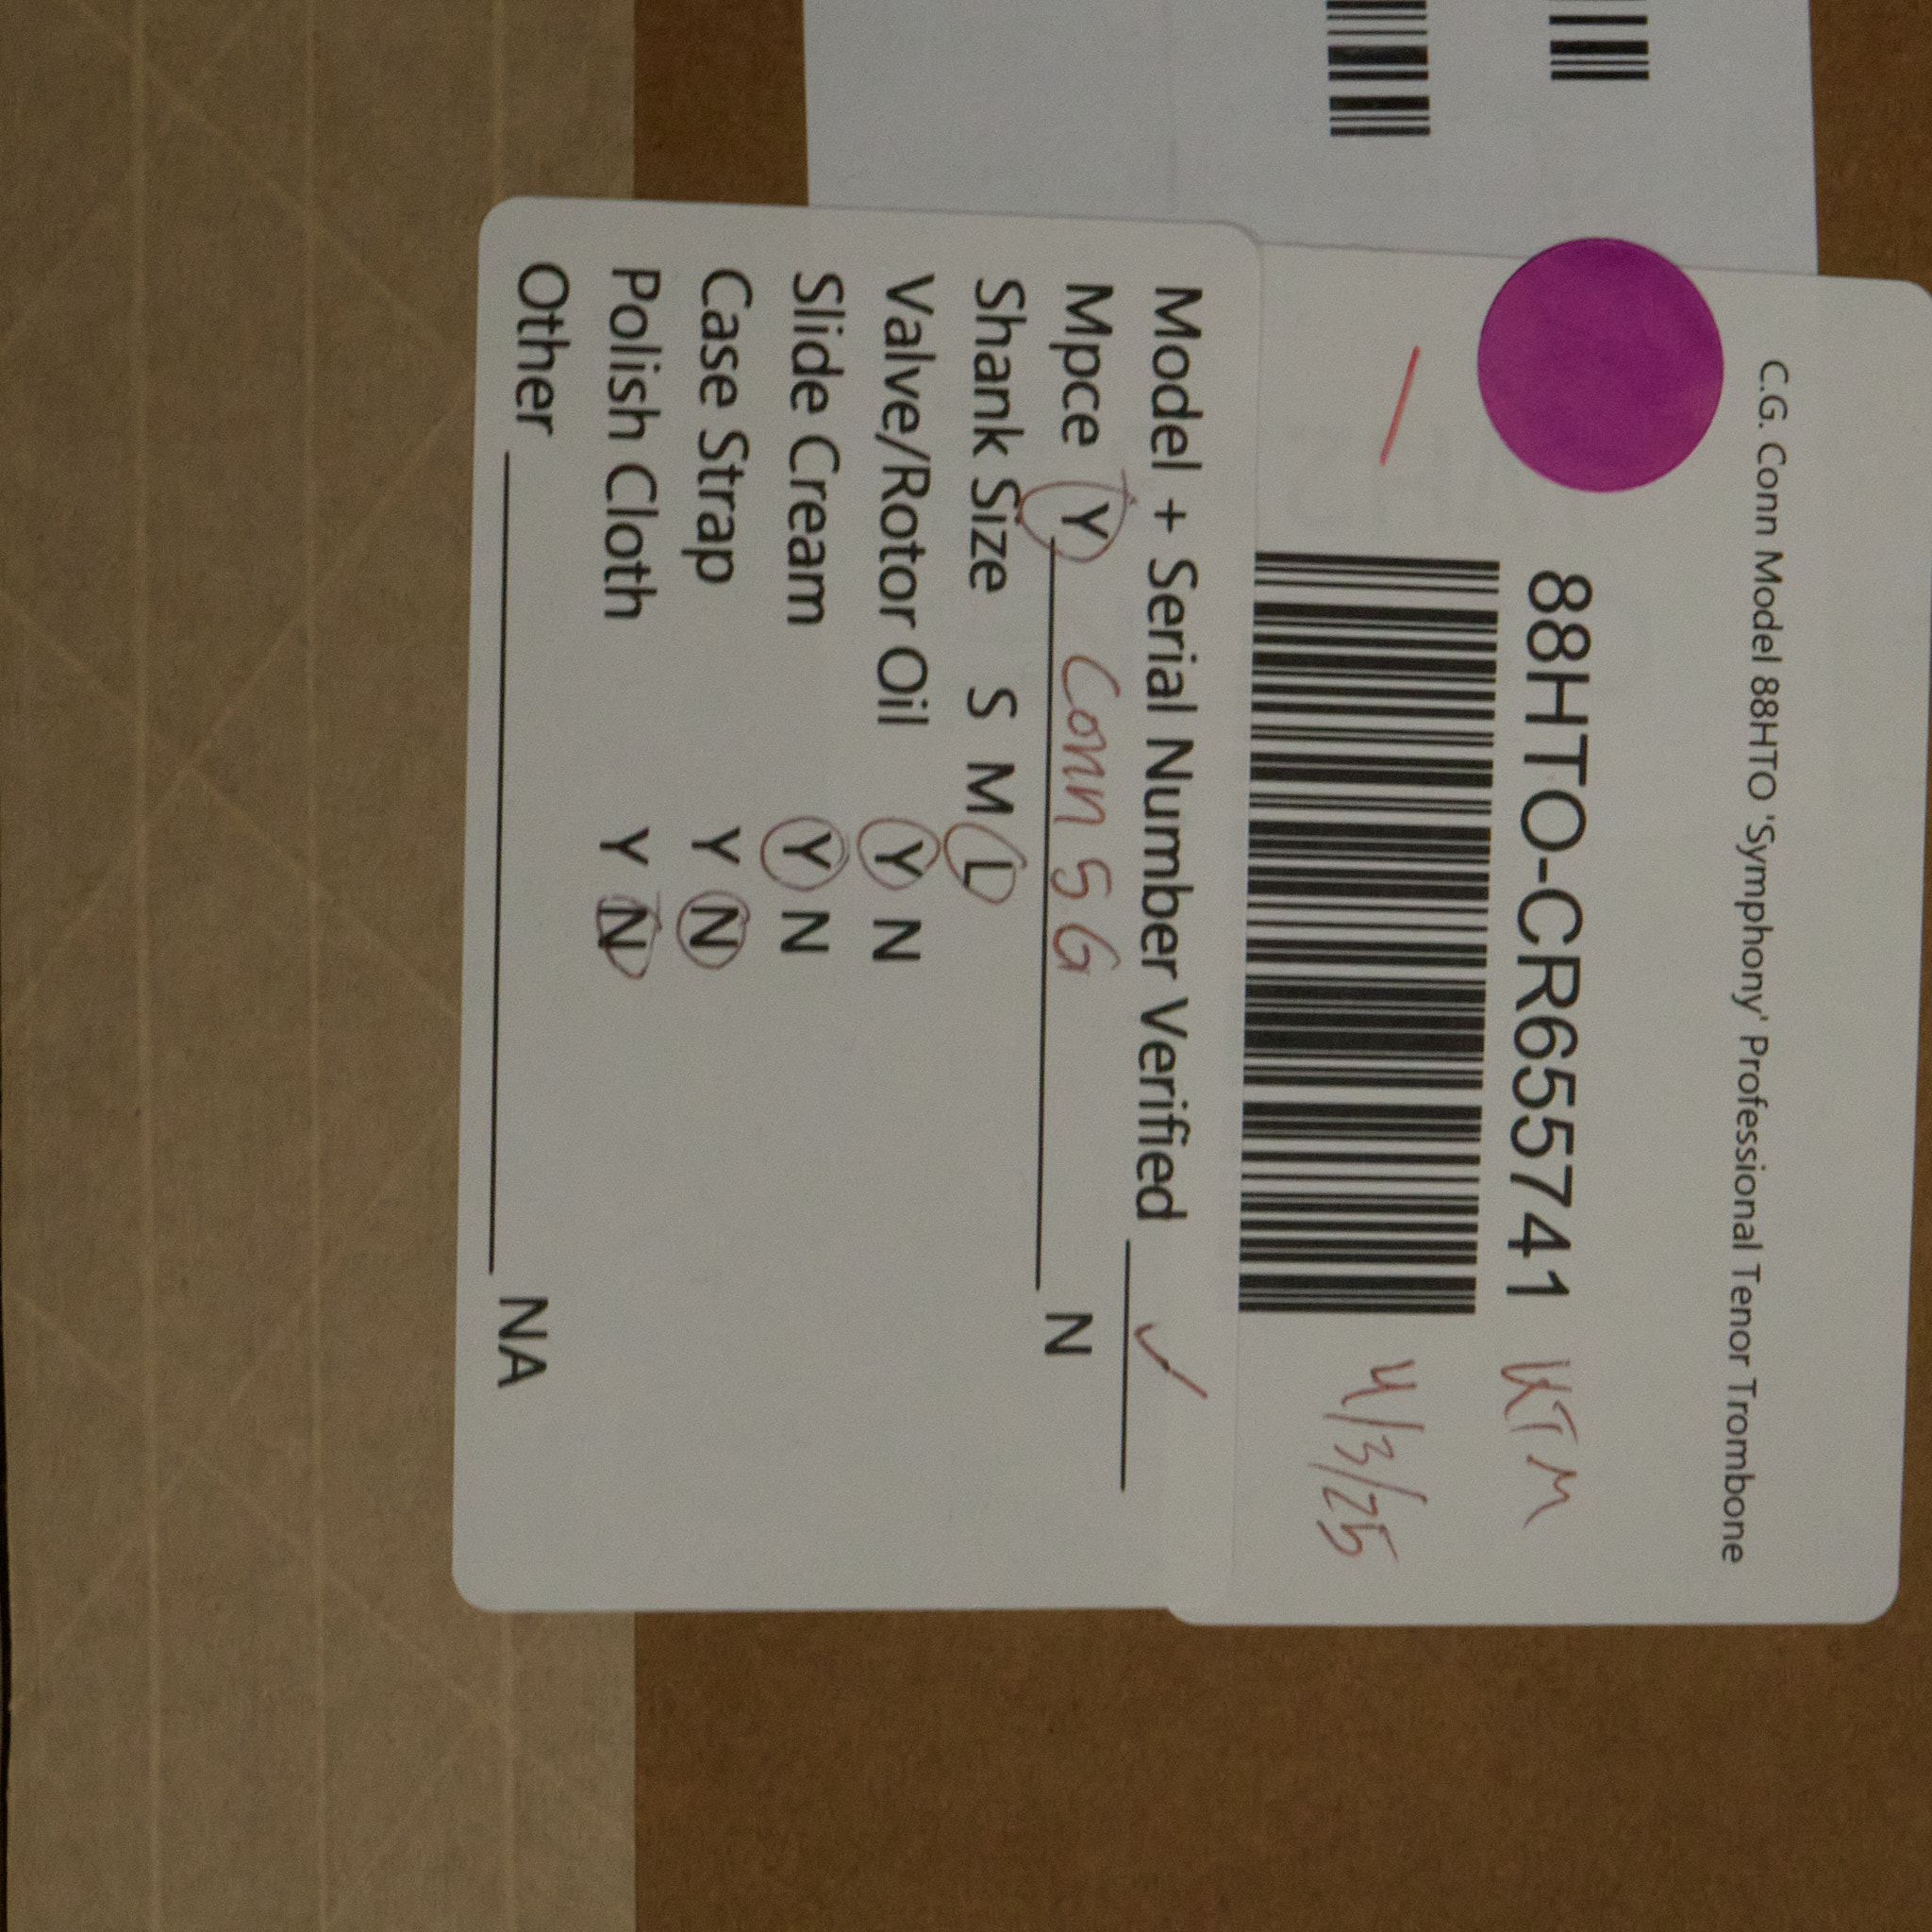 C.G. Conn Model 88HTO 'Symphony' Professional Tenor Trombone
88HTO-CR655741 KTM
4/3/25
Model + Serial Number Verified ✓
Mpce Y Conn 5G N
Shank Size S M L
Valve/Rotor Oil Y N
Slide Cream Y N
Case Strap Y N
Polish Cloth Y N
Other NA